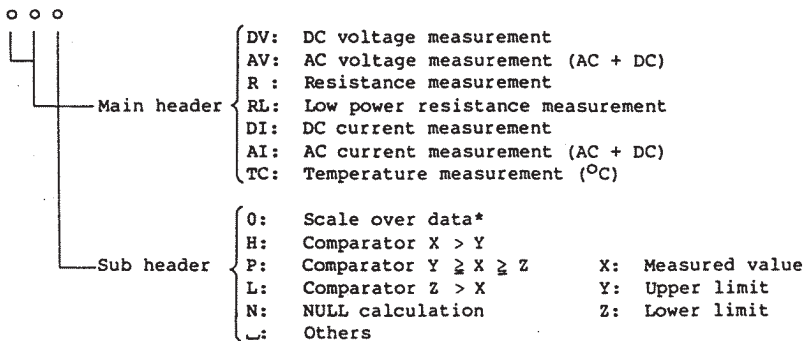 o o o
DV: DC voltage measurement
AV: AC voltage measurement (AC + DC)
R : Resistance measurement
Main header RL: Low power resistance measurement
DI: DC current measurement
AI: AC current measurement (AC + DC)
TC: Temperature measurement (°C)
O: Scale over data*
H: Comparator X > Y
Sub header P: Comparator Y ≧ X ≧ Z X: Measured value
L: Comparator Z > X Y: Upper limit
N: NULL calculation Z: Lower limit
⎵: Others